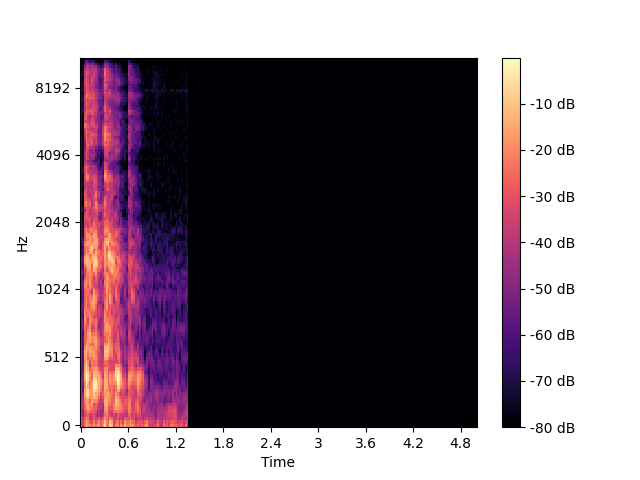 8192
4096
2048
1024
512
0
Hz
0 0.6 1.2 1.8 2.4 3 3.6 4.2 4.8
Time
-10 dB
-20 dB
-30 dB
-40 dB
-50 dB
-60 dB
-70 dB
-80 dB